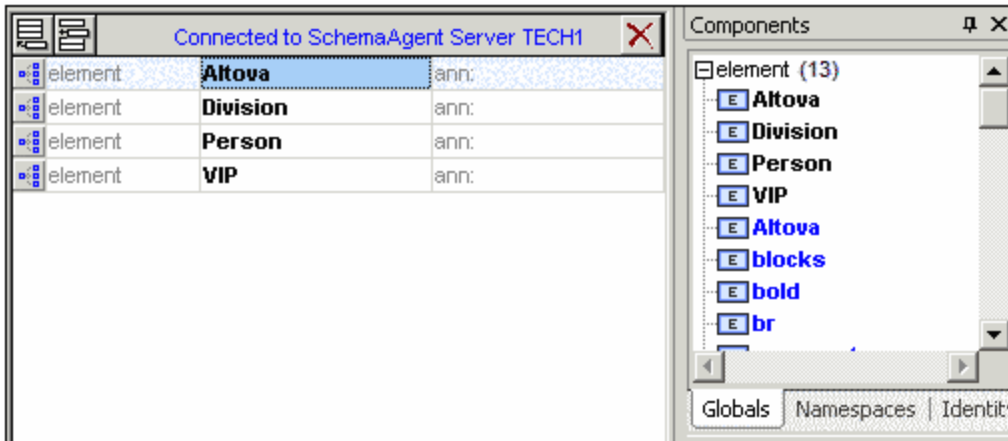 Connected to SchemaAgent Server TECH1
element Altova ann:
element Division ann:
element Person ann:
element VIP ann:
Components
element (13)
E Altova
E Division
E Person
E VIP
E Altova
E blocks
E bold
E br
Globals Namespaces Identit